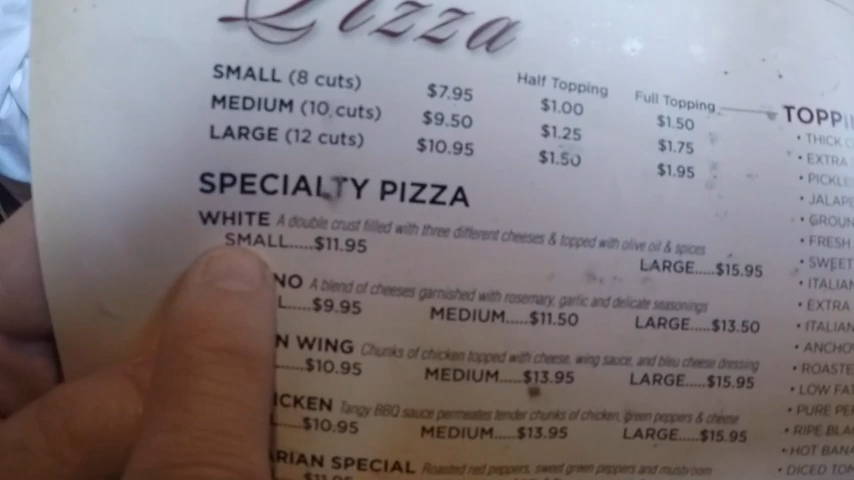 Pizza
Half Topping Full Topping TOPPI
SMALL (8 cuts) $7.95 $1.00 $1.50
MEDIUM (10 cuts) $9.50 $1.25 $1.75
LARGE (12 cuts) $10.95 $1.50 $1.95
SPECIALTY PIZZA
WHITE A double crust filled with three different cheeses & topped with olive oil & spices
SMALL.....$11.95 LARGE.....$15.95
NO A blend of cheeses garnished with rosemary, garlic and delicate seasonings
L.....$9.95 MEDIUM.....$11.50 LARGE.....$13.50
N WING Chunks of chicken topped with cheese, wing sauce, and bleu cheese dressing
$10.95 MEDIUM.....$13.95 LARGE.....$15.95
ICKEN Tangy BBQ sauce permeates tender chunks of chicken, green peppers & cheese
.....$10.95 MEDIUM.....$13.95 LARGE.....$15.95
ARIAN SPECIAL Roasted red peppers, sweet green peppers and mushroom
• THICK C
• EXTRA
• PICKLE
• JALAP
• GROUN
• FRESH
• SWEET
• ITALIAN
• EXTRA
• ITALIAN
• ANCHO
• ROASTE
• LOW FAT
• PURE PE
• RIPE BLA
• HOT BANA
• DICED TOM